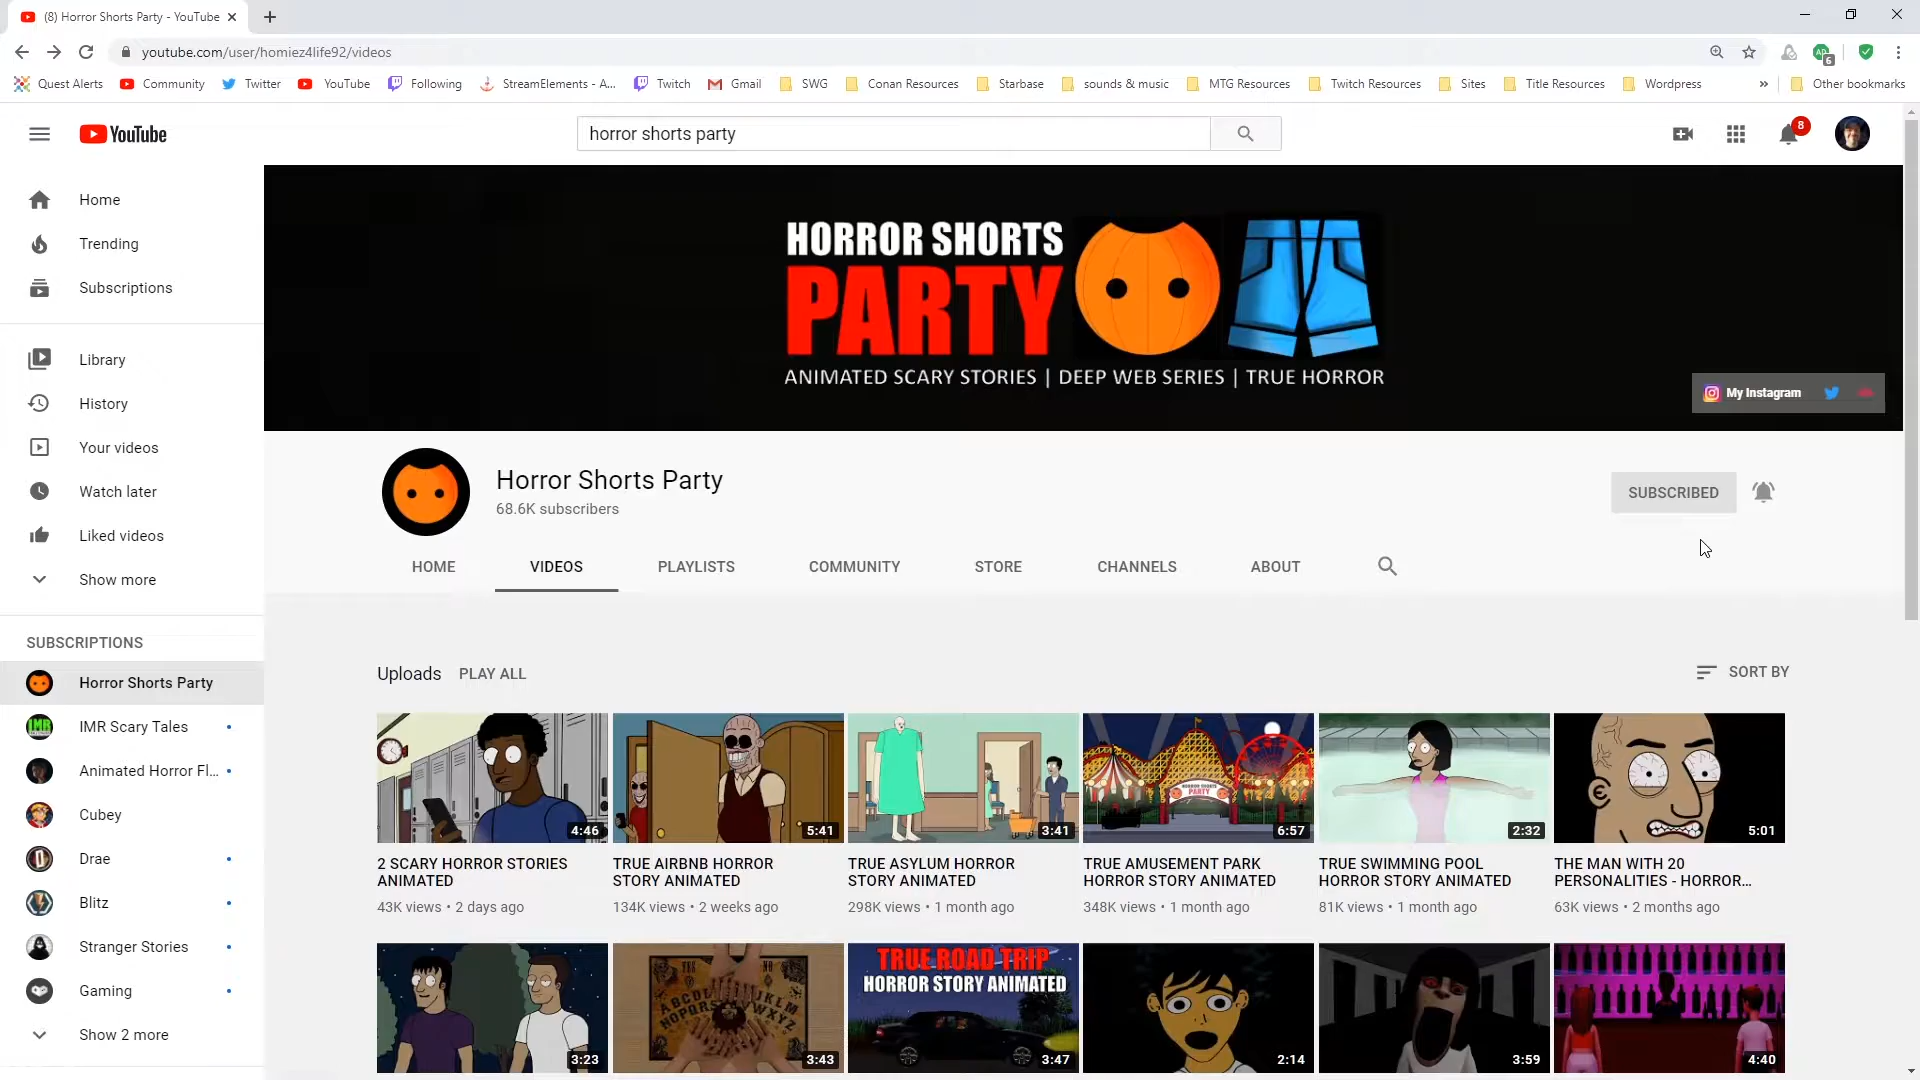 (8) Horror Shorts Party - YouTube
youtube.com/user/homiez4life92/videos
6
Quest Alerts Community Twitter YouTube Following StreamElements - A... Twitch Gmail SWG Conan Resources Starbase sounds & music MTG Resources Twitch Resources Sites Title Resources Wordpress » Other bookmarks
YouTube
horror shorts party
8
Home
Trending
Subscriptions
Library
History
Your videos
Watch later
Liked videos
Show more
SUBSCRIPTIONS
Horror Shorts Party
IMR Scary Tales
Animated Horror Fl...
Cubey
Drae
Blitz
Stranger Stories
Gaming
Show 2 more
HORROR SHORTS
PARTY
ANIMATED SCARY STORIES | DEEP WEB SERIES | TRUE HORROR
My Instagram
Horror Shorts Party
68.6K subscribers
SUBSCRIBED
HOME VIDEOS PLAYLISTS COMMUNITY STORE CHANNELS ABOUT
Uploads PLAY ALL
SORT BY
4:46
2 SCARY HORROR STORIES
ANIMATED
43K views • 2 days ago
5:41
TRUE AIRBNB HORROR
STORY ANIMATED
134K views • 2 weeks ago
3:41
TRUE ASYLUM HORROR
STORY ANIMATED
298K views • 1 month ago
HORROR SHORTS
PARTY
6:57
TRUE AMUSEMENT PARK
HORROR STORY ANIMATED
348K views • 1 month ago
2:32
TRUE SWIMMING POOL
HORROR STORY ANIMATED
81K views • 1 month ago
5:01
THE MAN WITH 20
PERSONALITIES - HORROR...
63K views • 2 months ago
3:23
3:43
TRUE ROAD TRIP
HORROR STORY ANIMATED
3:47
2:14
3:59
4:40